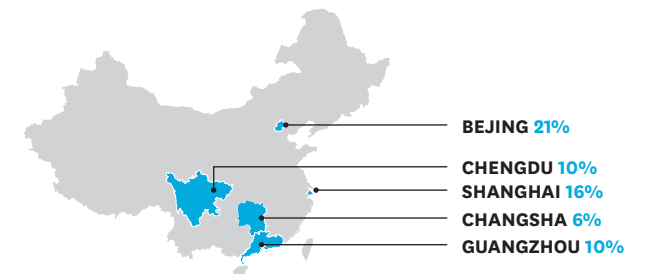 BEJING 21%
CHENGDU 10%
SHANGHAI 16%
CHANGSHA 6%
GUANGZHOU 10%